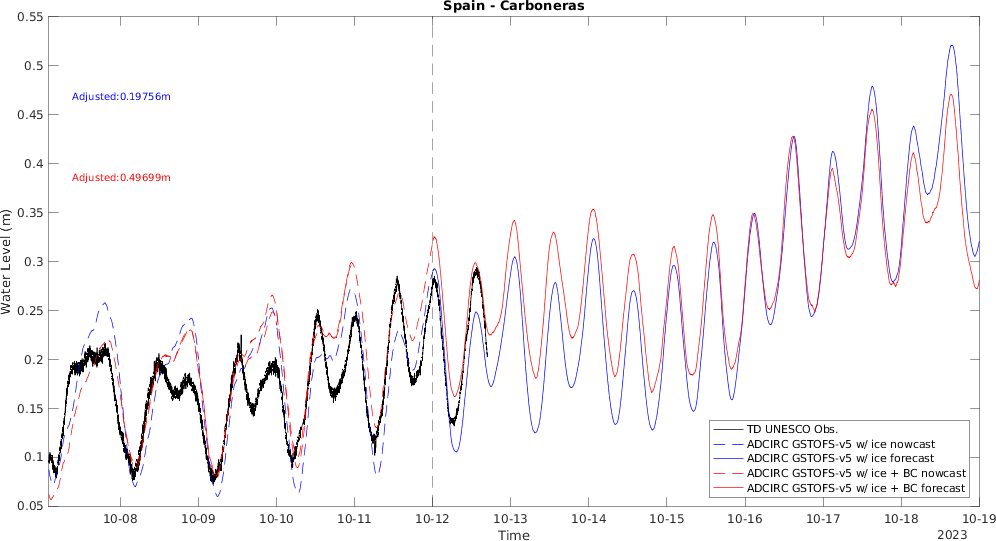 Spain - Carboneras
0.55
0.5
0.45
0.4
0.35
0.3
0.25
0.2
0.15
0.1
0.05
Water Level (m)
Adjusted:0.19756m
Adjusted:0.49699m
TD UNESCO Obs.
ADCIRC GSTOFS-v5 w/ ice nowcast
ADCIRC GSTOFS-v5 w/ ice forecast
ADCIRC GSTOFS-v5 w/ ice + BC nowcast
ADCIRC GSTOFS-v5 w/ ice + BC forecast
10-08 10-09 10-10 10-11 10-12 10-13 10-14 10-15 10-16 10-17 10-18 10-19
Time
2023